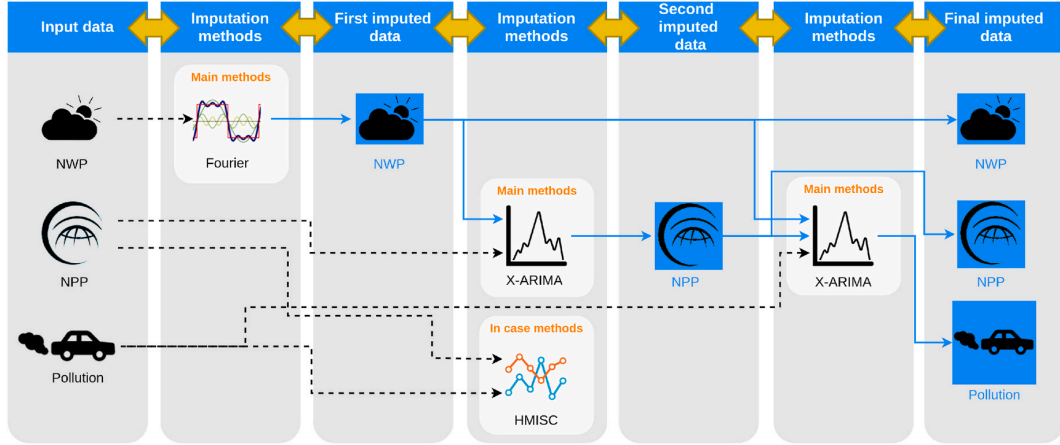 Input data
Imputation
methods
First imputed
data
Imputation
methods
Second
imputed
data
Imputation
methods
Final imputed
data
Main methods
Fourier
NWP
NWP
NWP
Main methods
X-ARIMA
Main methods
X-ARIMA
NPP
NPP
NPP
In case methods
HMISC
Pollution
Pollution